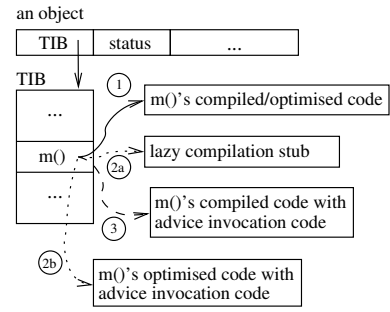 an object
TIB status ...
TIB
...
m()
...
1
m()'s compiled/optimised code
2a
lazy compilation stub
3
m()'s compiled code with
advice invocation code
2b
m()'s optimised code with
advice invocation code